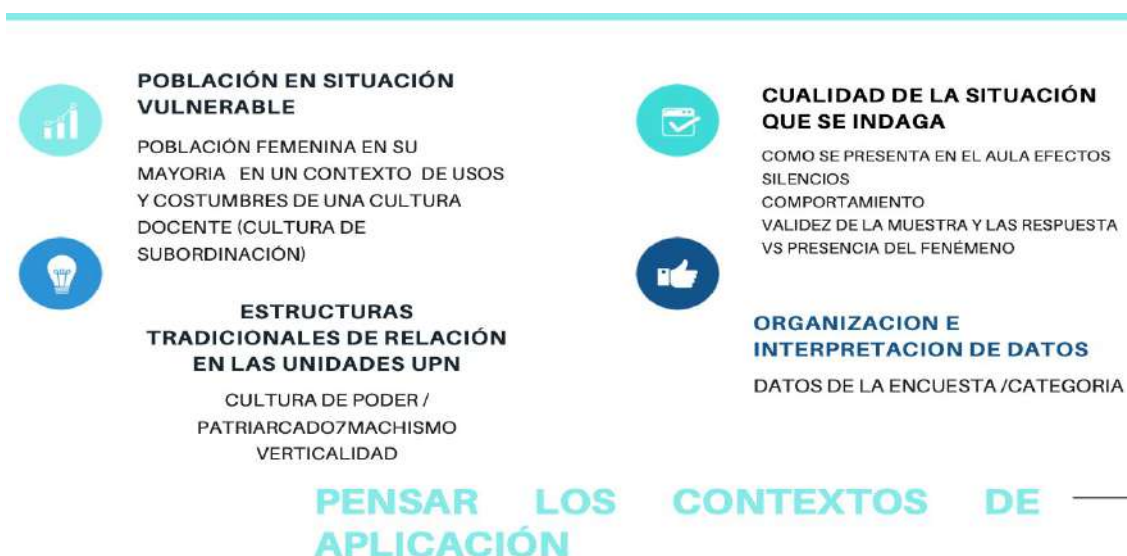 POBLACIÓN EN SITUACIÓN
VULNERABLE
POBLACIÓN FEMENINA EN SU
MAYORIA EN UN CONTEXTO DE USOS
Y COSTUMBRES DE UNA CULTURA
DOCENTE (CULTURA DE
SUBORDINACIÓN)
ESTRUCTURAS
TRADICIONALES DE RELACIÓN
EN LAS UNIDADES UPN
CULTURA DE PODER /
PATRIARCADO7MACHISMO
VERTICALIDAD
CUALIDAD DE LA SITUACIÓN
QUE SE INDAGA
COMO SE PRESENTA EN EL AULA EFECTOS
SILENCIOS
COMPORTAMIENTO
VALIDEZ DE LA MUESTRA Y LAS RESPUESTA
VS PRESENCIA DEL FENÉMENO
ORGANIZACION E
INTERPRETACION DE DATOS
DATOS DE LA ENCUESTA /CATEGORIA
PENSAR LOS CONTEXTOS DE
APLICACIÓN